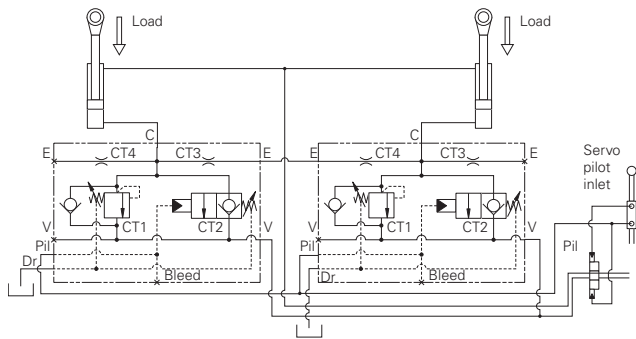 Load
Load
C
C
E
CT4
CT3
E
CT4
CT3
E
Servo
pilot
inlet
CT1
CT2
CT1
CT2
V
V
V
V
Pil
Pil
Pil
Dr
Bleed
Dr
Bleed